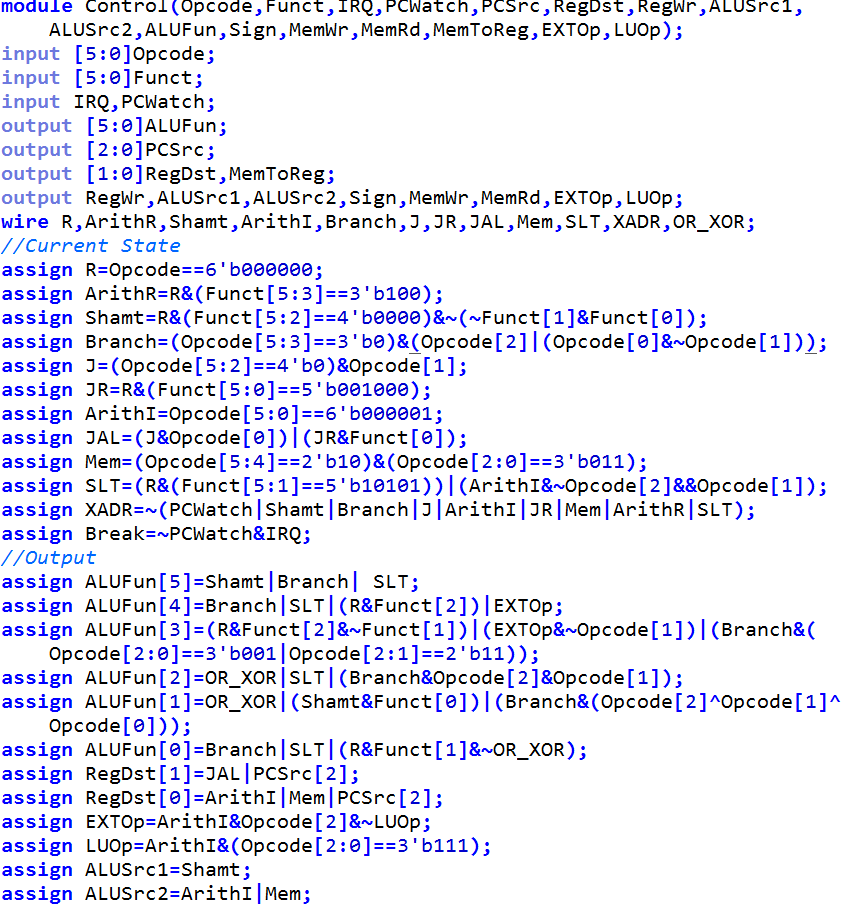 module Control(Opcode,Funct,IRQ,PCWatch,PCSrc,RegDst,RegWr,ALUSrc1,
ALUSrc2,ALUFun,Sign,MemWr,MemRd,MemToReg,EXTOp,LUOp);
input [5:0]Opcode;
input [5:0]Funct;
input IRQ,PCWatch;
output [5:0]ALUFun;
output [2:0]PCSrc;
output [1:0]RegDst,MemToReg;
output RegWr,ALUSrc1,ALUSrc2,Sign,MemWr,MemRd,EXTOp,LUOp;
wire R,ArithR,Shamt,ArithI,Branch,J,JR,JAL,Mem,SLT,XADR,OR_XOR;
//Current State
assign R=Opcode==6'b000000;
assign ArithR=R&(Funct[5:3]==3'b100);
assign Shamt=R&(Funct[5:2]==4'b0000)&~(~Funct[1]&Funct[0]);
assign Branch=(Opcode[5:3]==3'b0)&(Opcode[2]|(Opcode[0]&~Opcode[1]));
assign J=(Opcode[5:2]==4'b0)&Opcode[1];
assign JR=R&(Funct[5:0]==5'b001000);
assign ArithI=Opcode[5:0]==6'b000001;
assign JAL=(J&Opcode[0])|(JR&Funct[0]);
assign Mem=(Opcode[5:4]==2'b10)&(Opcode[2:0]==3'b011);
assign SLT=(R&(Funct[5:1]==5'b10101))|(ArithI&~Opcode[2]&&Opcode[1]);
assign XADR=~(PCWatch|Shamt|Branch|J|ArithI|JR|Mem|ArithR|SLT);
assign Break=~PCWatch&IRQ;
//Output
assign ALUFun[5]=Shamt|Branch| SLT;
assign ALUFun[4]=Branch|SLT|(R&Funct[2])|EXTOp;
assign ALUFun[3]=(R&Funct[2]&~Funct[1])|(EXTOp&~Opcode[1])|(Branch&(
Opcode[2:0]==3'b001|Opcode[2:1]==2'b11));
assign ALUFun[2]=OR_XOR|SLT|(Branch&Opcode[2]&Opcode[1]);
assign ALUFun[1]=OR_XOR|(Shamt&Funct[0])|(Branch&(Opcode[2]^Opcode[1]^
Opcode[0]));
assign ALUFun[0]=Branch|SLT|(R&Funct[1]&~OR_XOR);
assign RegDst[1]=JAL|PCSrc[2];
assign RegDst[0]=ArithI|Mem|PCSrc[2];
assign EXTOp=ArithI&Opcode[2]&~LUOp;
assign LUOp=ArithI&(Opcode[2:0]==3'b111);
assign ALUSrc1=Shamt;
assign ALUSrc2=ArithI|Mem;